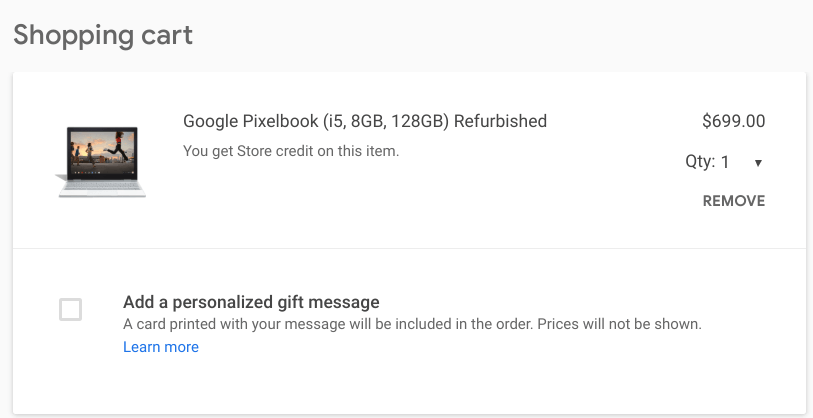 Shopping cart
Google Pixelbook (i5, 8GB, 128GB) Refurbished
$699.00
You get Store credit on this item.
Qty: 1
REMOVE
Add a personalized gift message
A card printed with your message will be included in the order. Prices will not be shown.
Learn more